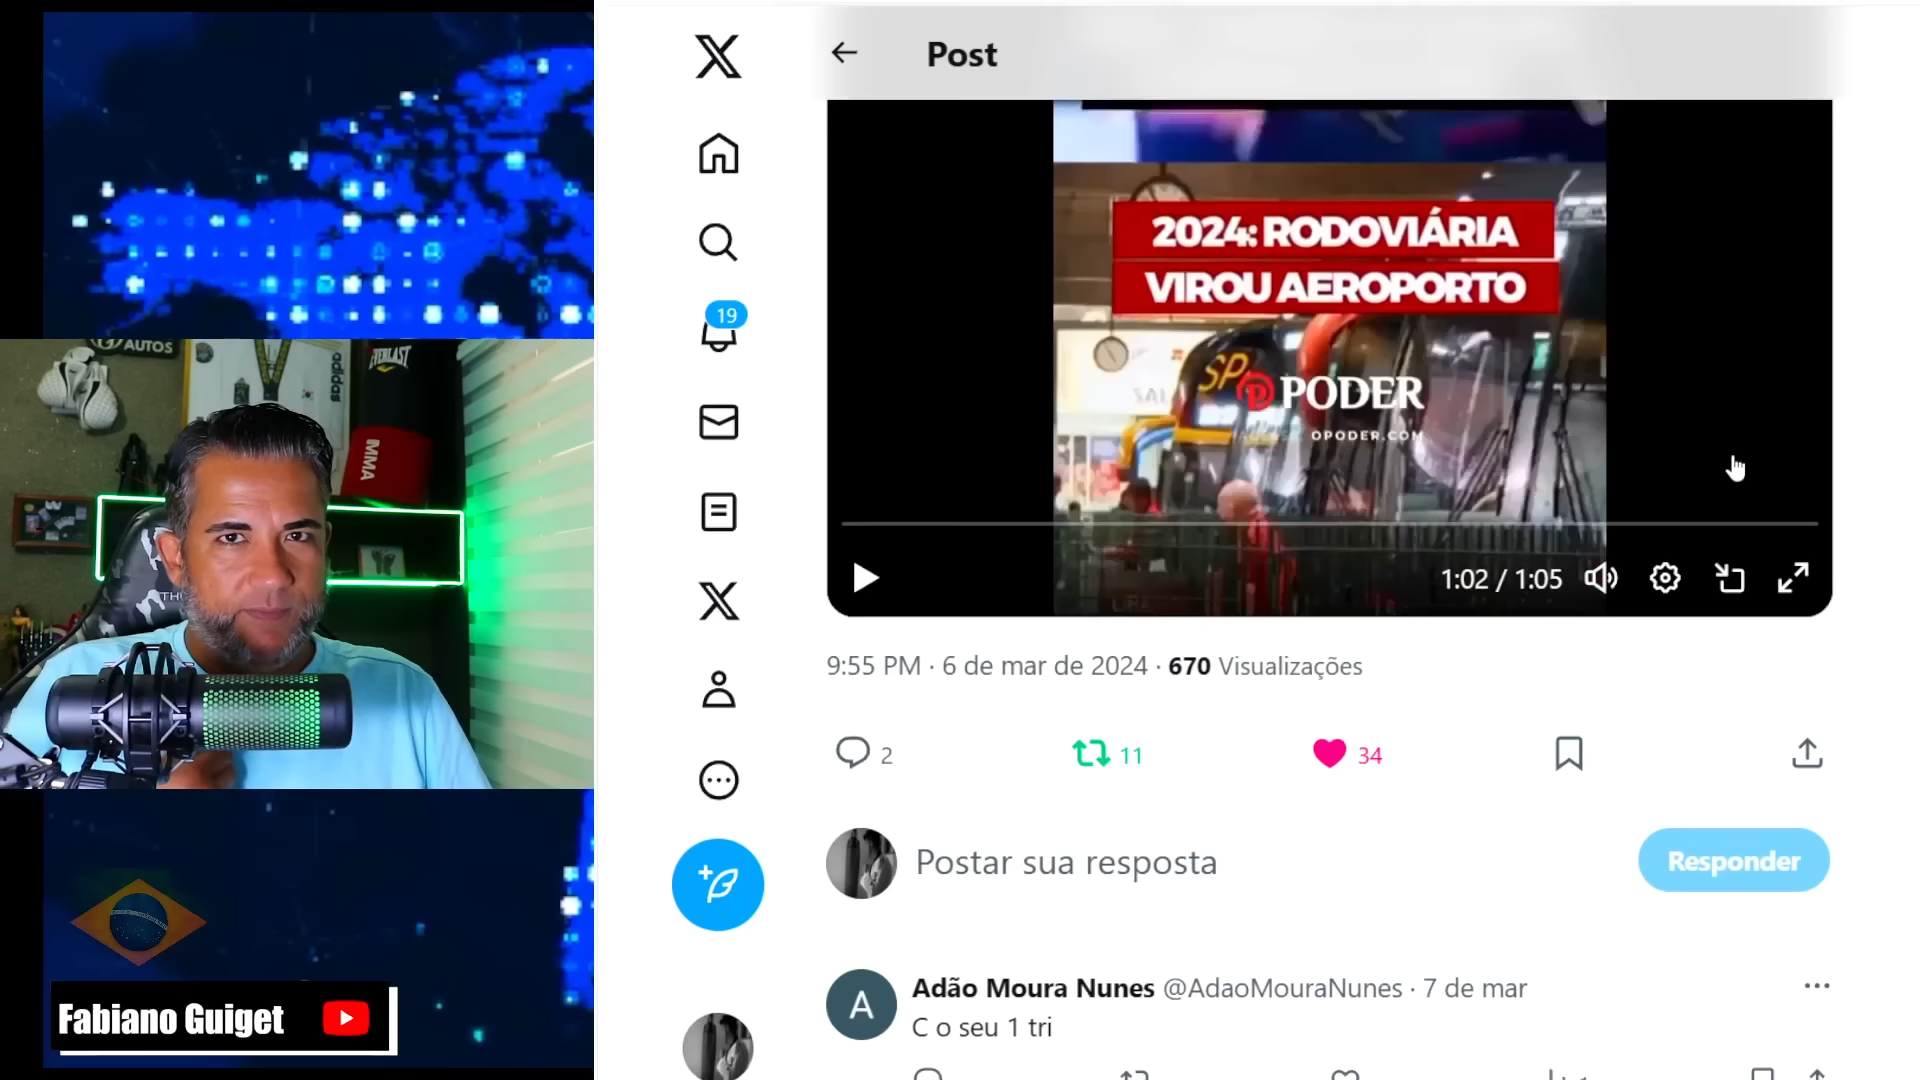 AUTOS
adidas
EVERLAST
MMA
TH
Fabiano Guiget
Post
2024: RODOVIÁRIA
VIROU AEROPORTO
SP
SAL
PODER
OPODER.COM
1:02 / 1:05
19
9:55 PM · 6 de mar de 2024 · 670 Visualizações
2
11
34
Postar sua resposta
Responder
A
Adão Moura Nunes @AdaoMouraNunes · 7 de mar
C o seu 1 tri